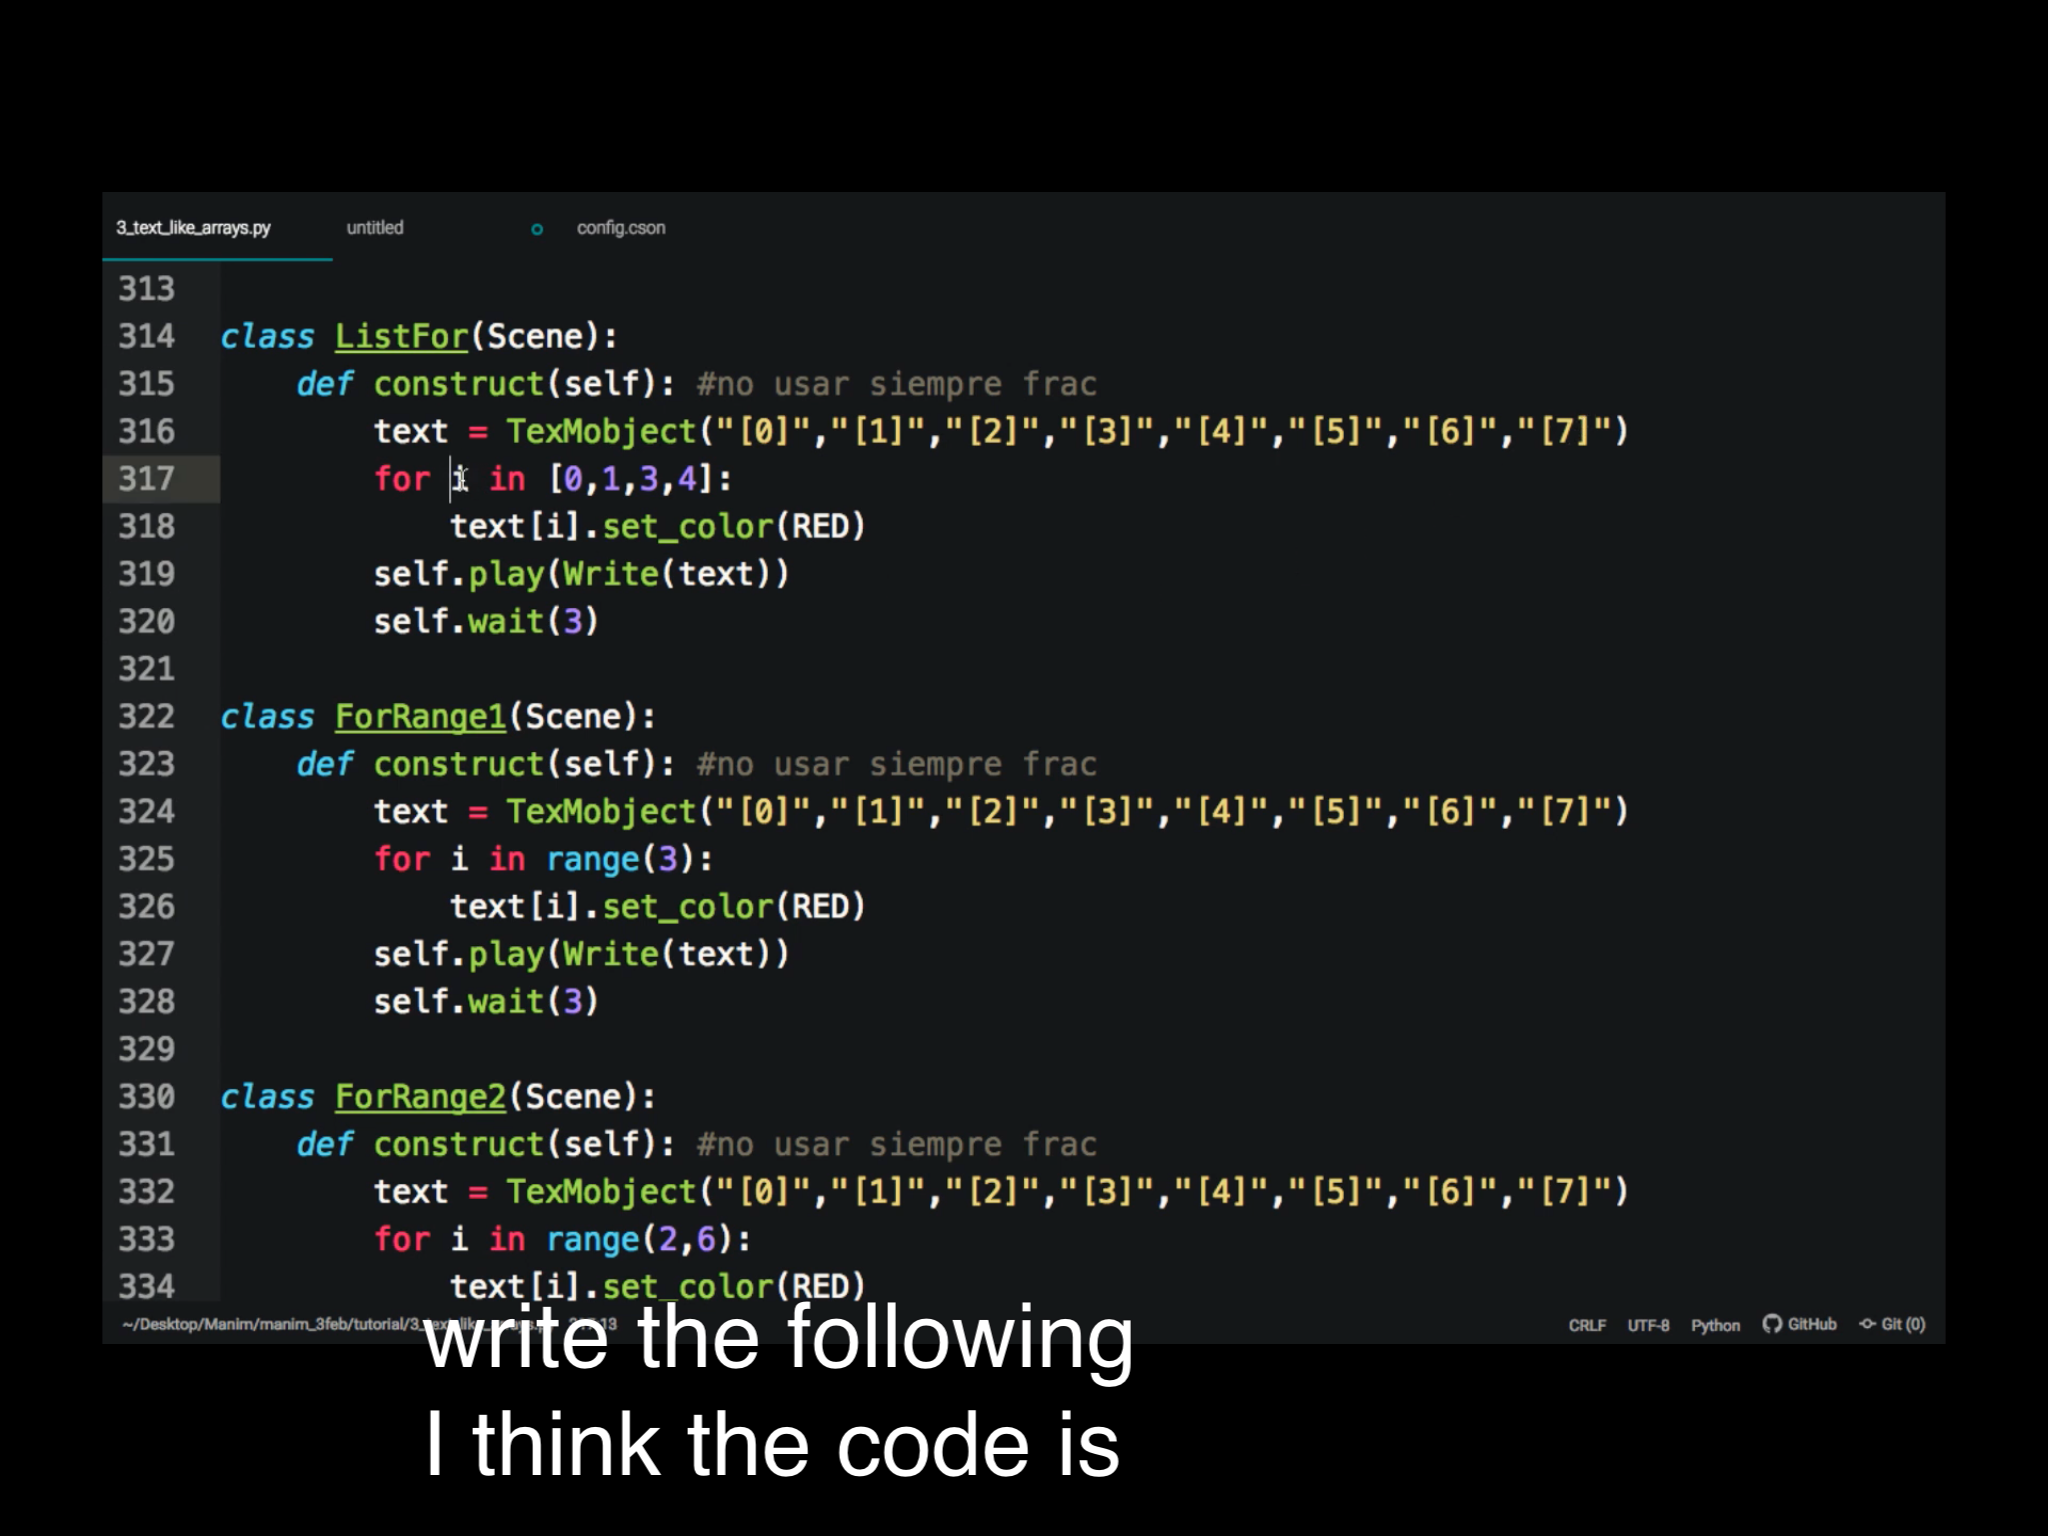 3_text_like_arrays.py untitled config.cson
313
314 class ListFor(Scene):
315 def construct(self): #no usar siempre frac
316 text = TexMobject("[0]","[1]","[2]","[3]","[4]","[5]","[6]","[7]")
317 for i in [0,1,3,4]:
318 text[i].set_color(RED)
319 self.play(Write(text))
320 self.wait(3)
321
322 class ForRange1(Scene):
323 def construct(self): #no usar siempre frac
324 text = TexMobject("[0]","[1]","[2]","[3]","[4]","[5]","[6]","[7]")
325 for i in range(3):
326 text[i].set_color(RED)
327 self.play(Write(text))
328 self.wait(3)
329
330 class ForRange2(Scene):
331 def construct(self): #no usar siempre frac
332 text = TexMobject("[0]","[1]","[2]","[3]","[4]","[5]","[6]","[7]")
333 for i in range(2,6):
334 text[i].set_color(RED)
~/Desktop/Manim/manim_3feb/tutorial/3_text_like_arrays.py CRLF UTF-8 Python GitHub Git (0)
write the following
I think the code is